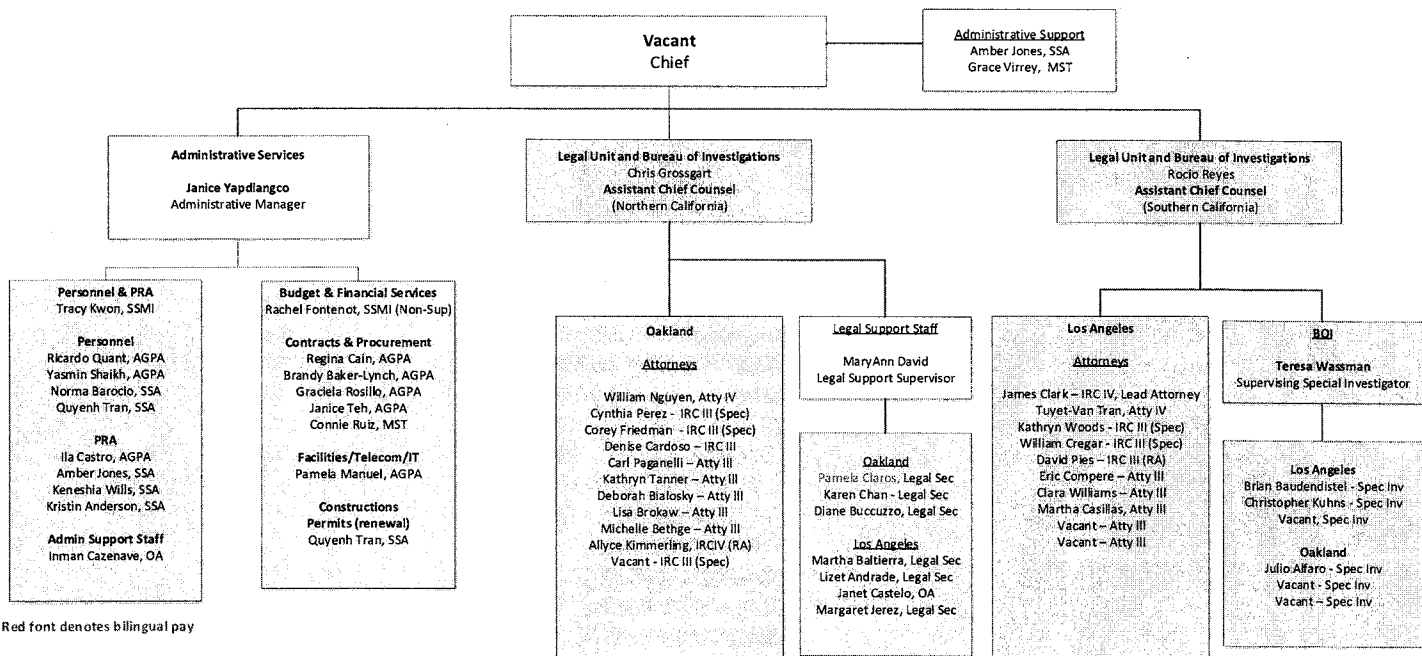 Vacant
Chief
Administrative Support
Amber Jones, SSA
Grace Virrey, MST
Administrative Services
Janice Yapdiangco
Administrative Manager
Legal Unit and Bureau of Investigations
Chris Grossgart
Assistant Chief Counsel
(Northern California)
Legal Unit and Bureau of Investigations
Rocio Reyes
Assistant Chief Counsel
(Southern California)
Personnel & PRA
Tracy Kwon, SSMI
Personnel
Ricardo Quant, AGPA
Yasmin Shaikh, AGPA
Norma Barocio, SSA
Quyenh Tran, SSA
PRA
Ila Castro, AGPA
Amber Jones, SSA
Keneshia Wills, SSA
Kristin Anderson, SSA
Admin Support Staff
Inman Cazenave, OA
Budget & Financial Services
Rachel Fontenot, SSMI (Non-Sup)
Contracts & Procurement
Regina Cain, AGPA
Brandy Baker-Lynch, AGPA
Graciela Rosillo, AGPA
Janice Teh, AGPA
Connie Ruiz, MST
Facilities/Telecom/IT
Pamela Manuel, AGPA
Constructions
Permits (renewal)
Quyenh Tran, SSA
Oakland
Attorneys
William Nguyen, Atty IV
Cynthia Perez - IRC III (Spec)
Corey Friedman - IRC III (Spec)
Denise Cardoso – IRC III
Carl Paganelli – Atty III
Kathryn Tanner – Atty III
Deborah Bialosky – Atty III
Lisa Brokaw – Atty III
Michelle Bethge – Atty III
Allyce Kimmerling, IRCIV (RA)
Vacant - IRC III (Spec)
Legal Support Staff
MaryAnn David
Legal Support Supervisor
Oakland
Pamela Claros, Legal Sec
Karen Chan - Legal Sec
Diane Buccuzzo, Legal Sec
Los Angeles
Martha Baltierra, Legal Sec
Lizet Andrade, Legal Sec
Janet Castelo, OA
Margaret Jerez, Legal Sec
Los Angeles
Attorneys
James Clark – IRC IV, Lead Attorney
Tuyet-Van Tran, Atty IV
Kathryn Woods - IRC III (Spec)
William Cregar - IRC III (Spec)
David Pies - IRC III (RA)
Eric Compere – Atty III
Clara Williams – Atty III
Martha Casillas, Atty III
Vacant – Atty III
Vacant – Atty III
BOI
Teresa Wassman
Supervising Special Investigator
Los Angeles
Brian Baudendistel - Spec Inv
Christopher Kuhns - Spec Inv
Vacant, Spec Inv
Oakland
Julio Alfaro - Spec Inv
Vacant - Spec Inv
Vacant – Spec Inv
Red font denotes bilingual pay